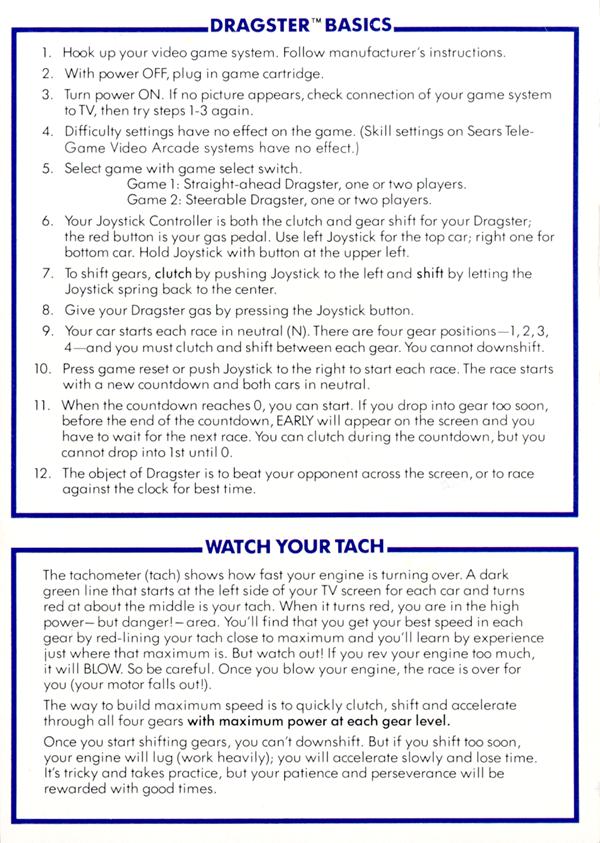 DRAGSTER™ BASICS
1. Hook up your video game system. Follow manufacturer's instructions.
2. With power OFF, plug in game cartridge.
3. Turn power ON. If no picture appears, check connection of your game system
to TV, then try steps 1-3 again.
4. Difficulty settings have no effect on the game. (Skill settings on Sears Tele-
Game Video Arcade systems have no effect.)
5. Select game with game select switch.
Game 1: Straight-ahead Dragster, one or two players.
Game 2: Steerable Dragster, one or two players.
6. Your Joystick Controller is both the clutch and gear shift for your Dragster;
the red button is your gas pedal. Use left Joystick for the top car; right one for
bottom car. Hold Joystick with button at the upper left.
7. To shift gears, clutch by pushing Joystick to the left and shift by letting the
Joystick spring back to the center.
8. Give your Dragster gas by pressing the Joystick button.
9. Your car starts each race in neutral (N). There are four gear positions—1, 2, 3,
4—and you must clutch and shift between each gear. You cannot downshift.
10. Press game reset or push Joystick to the right to start each race. The race starts
with a new countdown and both cars in neutral.
11. When the countdown reaches 0, you can start. If you drop into gear too soon,
before the end of the countdown, EARLY will appear on the screen and you
have to wait for the next race. You can clutch during the countdown, but you
cannot drop into 1st until 0.
12. The object of Dragster is to beat your opponent across the screen, or to race
against the clock for best time.
WATCH YOUR TACH
The tachometer (tach) shows how fast your engine is turning over. A dark
green line that starts at the left side of your TV screen for each car and turns
red at about the middle is your tach. When it turns red, you are in the high
power—but danger!—area. You'll find that you get your best speed in each
gear by red-lining your tach close to maximum and you'll learn by experience
just where that maximum is. But watch out! If you rev your engine too much,
it will BLOW. So be careful. Once you blow your engine, the race is over for
you (your motor falls out!).
The way to build maximum speed is to quickly clutch, shift and accelerate
through all four gears with maximum power at each gear level.
Once you start shifting gears, you can't downshift. But if you shift too soon,
your engine will lug (work heavily); you will accelerate slowly and lose time.
It's tricky and takes practice, but your patience and perseverance will be
rewarded with good times.